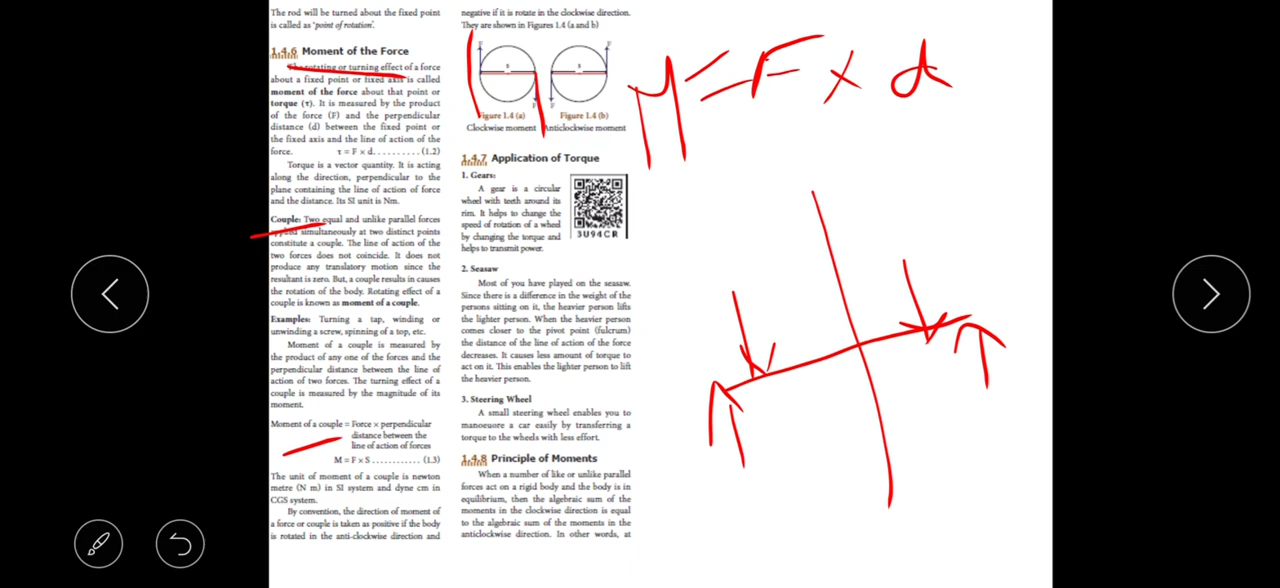 The rod will be turned about the fixed point
is called as 'point of rotation'.
1.4.6 Moment of the Force
The rotating or turning effect of a force
about a fixed point or fixed axis is called
moment of the force about that point or
torque (τ). It is measured by the product
of the force (F) and the perpendicular
distance (d) between the fixed point or
the fixed axis and the line of action of the
force. τ = F × d. . . . . . . . . . (1.2)
Torque is a vector quantity. It is acting
along the direction, perpendicular to the
plane containing the line of action of force
and the distance. Its SI unit is Nm.
Couple: Two equal and unlike parallel forces
applied simultaneously at two distinct points
constitute a couple. The line of action of the
two forces does not coincide. It does not
produce any translatory motion since the
resultant is zero. But, a couple results in causes
the rotation of the body. Rotating effect of a
couple is known as moment of a couple.
Examples: Turning a tap, winding or
unwinding a screw, spinning of a top, etc.
Moment of a couple is measured by
the product of any one of the forces and the
perpendicular distance between the line of
action of two forces. The turning effect of a
couple is measured by the magnitude of its
moment.
Moment of a couple = Force × perpendicular
distance between the
line of action of forces
M = F × S . . . . . . . . . . . (1.3)
The unit of moment of a couple is newton
metre (N m) in SI system and dyne cm in
CGS system.
By convention, the direction of moment of
a force or couple is taken as positive if the body
is rotated in the anti-clockwise direction and
negative if it is rotate in the clockwise direction.
They are shown in Figures 1.4 (a and b)
F
s
F
F
s
F
Figure 1.4 (a)
Clockwise moment
Figure 1.4 (b)
Anticlockwise moment
1.4.7 Application of Torque
1. Gears:
A gear is a circular
wheel with teeth around its
rim. It helps to change the
speed of rotation of a wheel
by changing the torque and
helps to transmit power.
3U94CR
2. Seasaw
Most of you have played on the seasaw.
Since there is a difference in the weight of the
persons sitting on it, the heavier person lifts
the lighter person. When the heavier person
comes closer to the pivot point (fulcrum)
the distance of the line of action of the force
decreases. It causes less amount of torque to
act on it. This enables the lighter person to lift
the heavier person.
3. Steering Wheel
A small steering wheel enables you to
manoeuore a car easily by transferring a
torque to the wheels with less effort.
1.4.8 Principle of Moments
When a number of like or unlike parallel
forces act on a rigid body and the body is in
equilibrium, then the algebraic sum of the
moments in the clockwise direction is equal
to the algebraic sum of the moments in the
anticlockwise direction. In other words, at
M = F × d